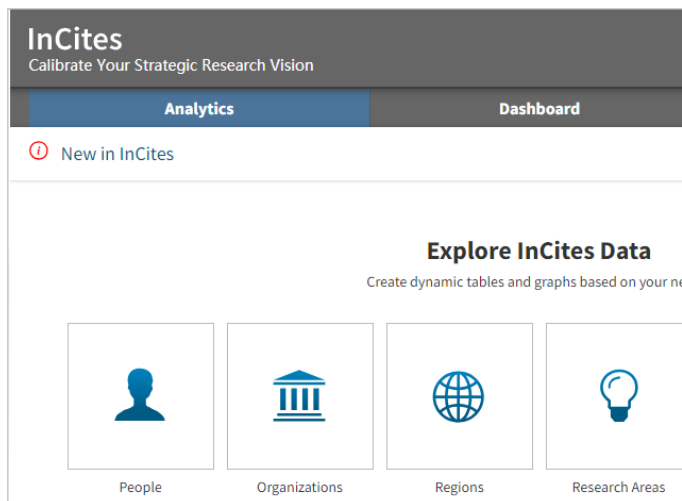 InCites
Calibrate Your Strategic Research Vision
Analytics Dashboard
New in InCites
Explore InCites Data
Create dynamic tables and graphs based on your
People Organizations Regions Research Areas